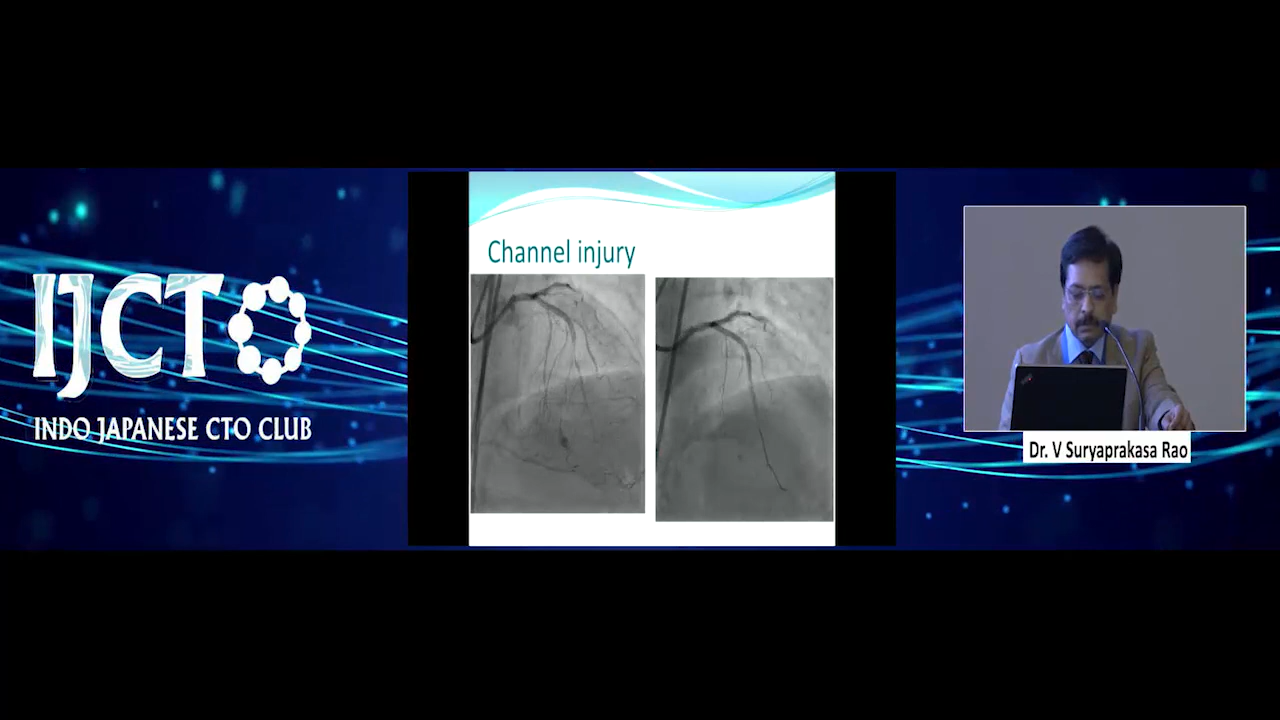 IJCTO
INDO JAPANESE CTO CLUB
Channel injury
Dr. V Suryaprakasa Rao